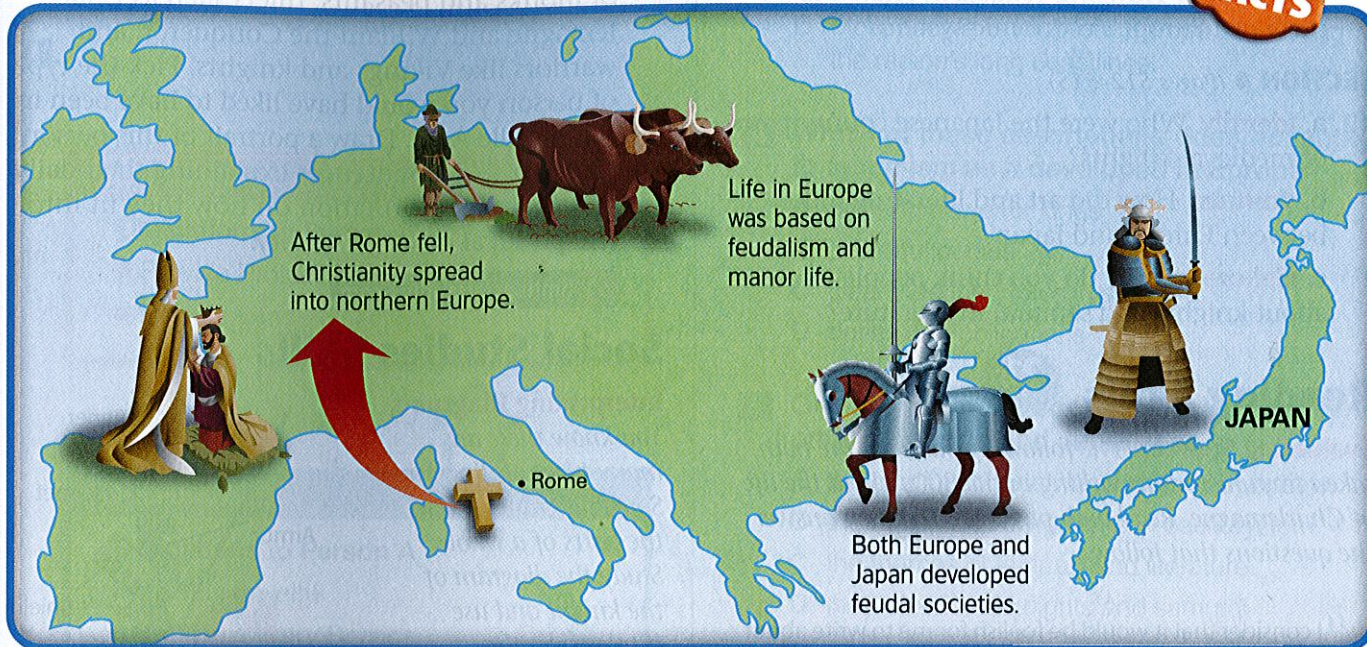 After Rome fell,
Christianity spread
into northern Europe.
Life in Europe
was based on
feudalism and
manor life.
• Rome
JAPAN
Both Europe and
Japan developed
feudal societies.